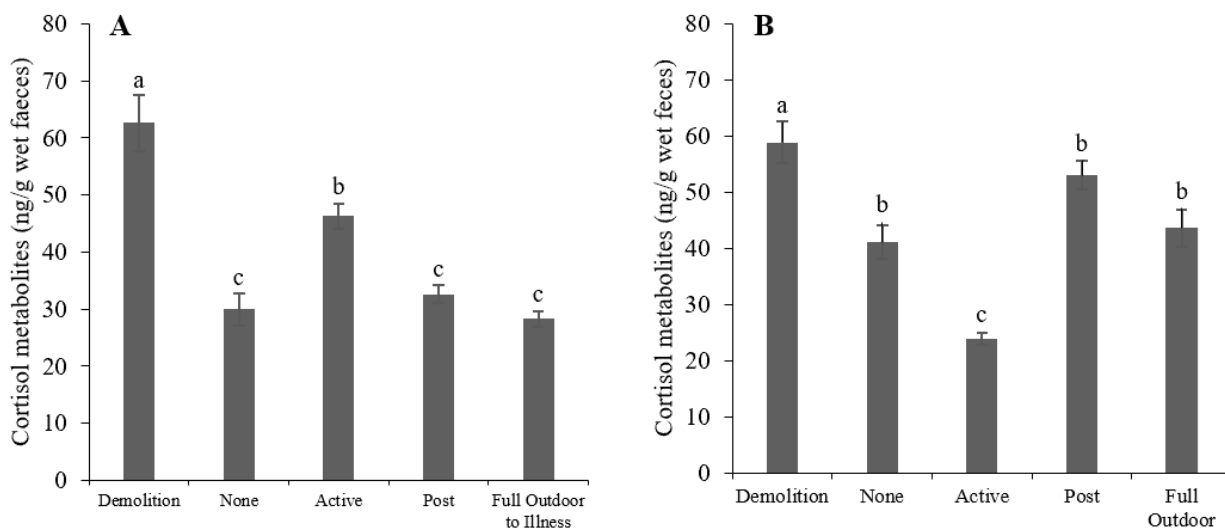 A
Cortisol metabolites (ng/g wet faeces)
80
70
60
50
40
30
20
10
0
a
c
b
c
c
Demolition
None
Active
Post
Full Outdoor
to Illness
B
Cortisol metabolites (ng/g wet feces)
80
70
60
50
40
30
20
10
0
a
b
c
b
b
Demolition
None
Active
Post
Full
Outdoor